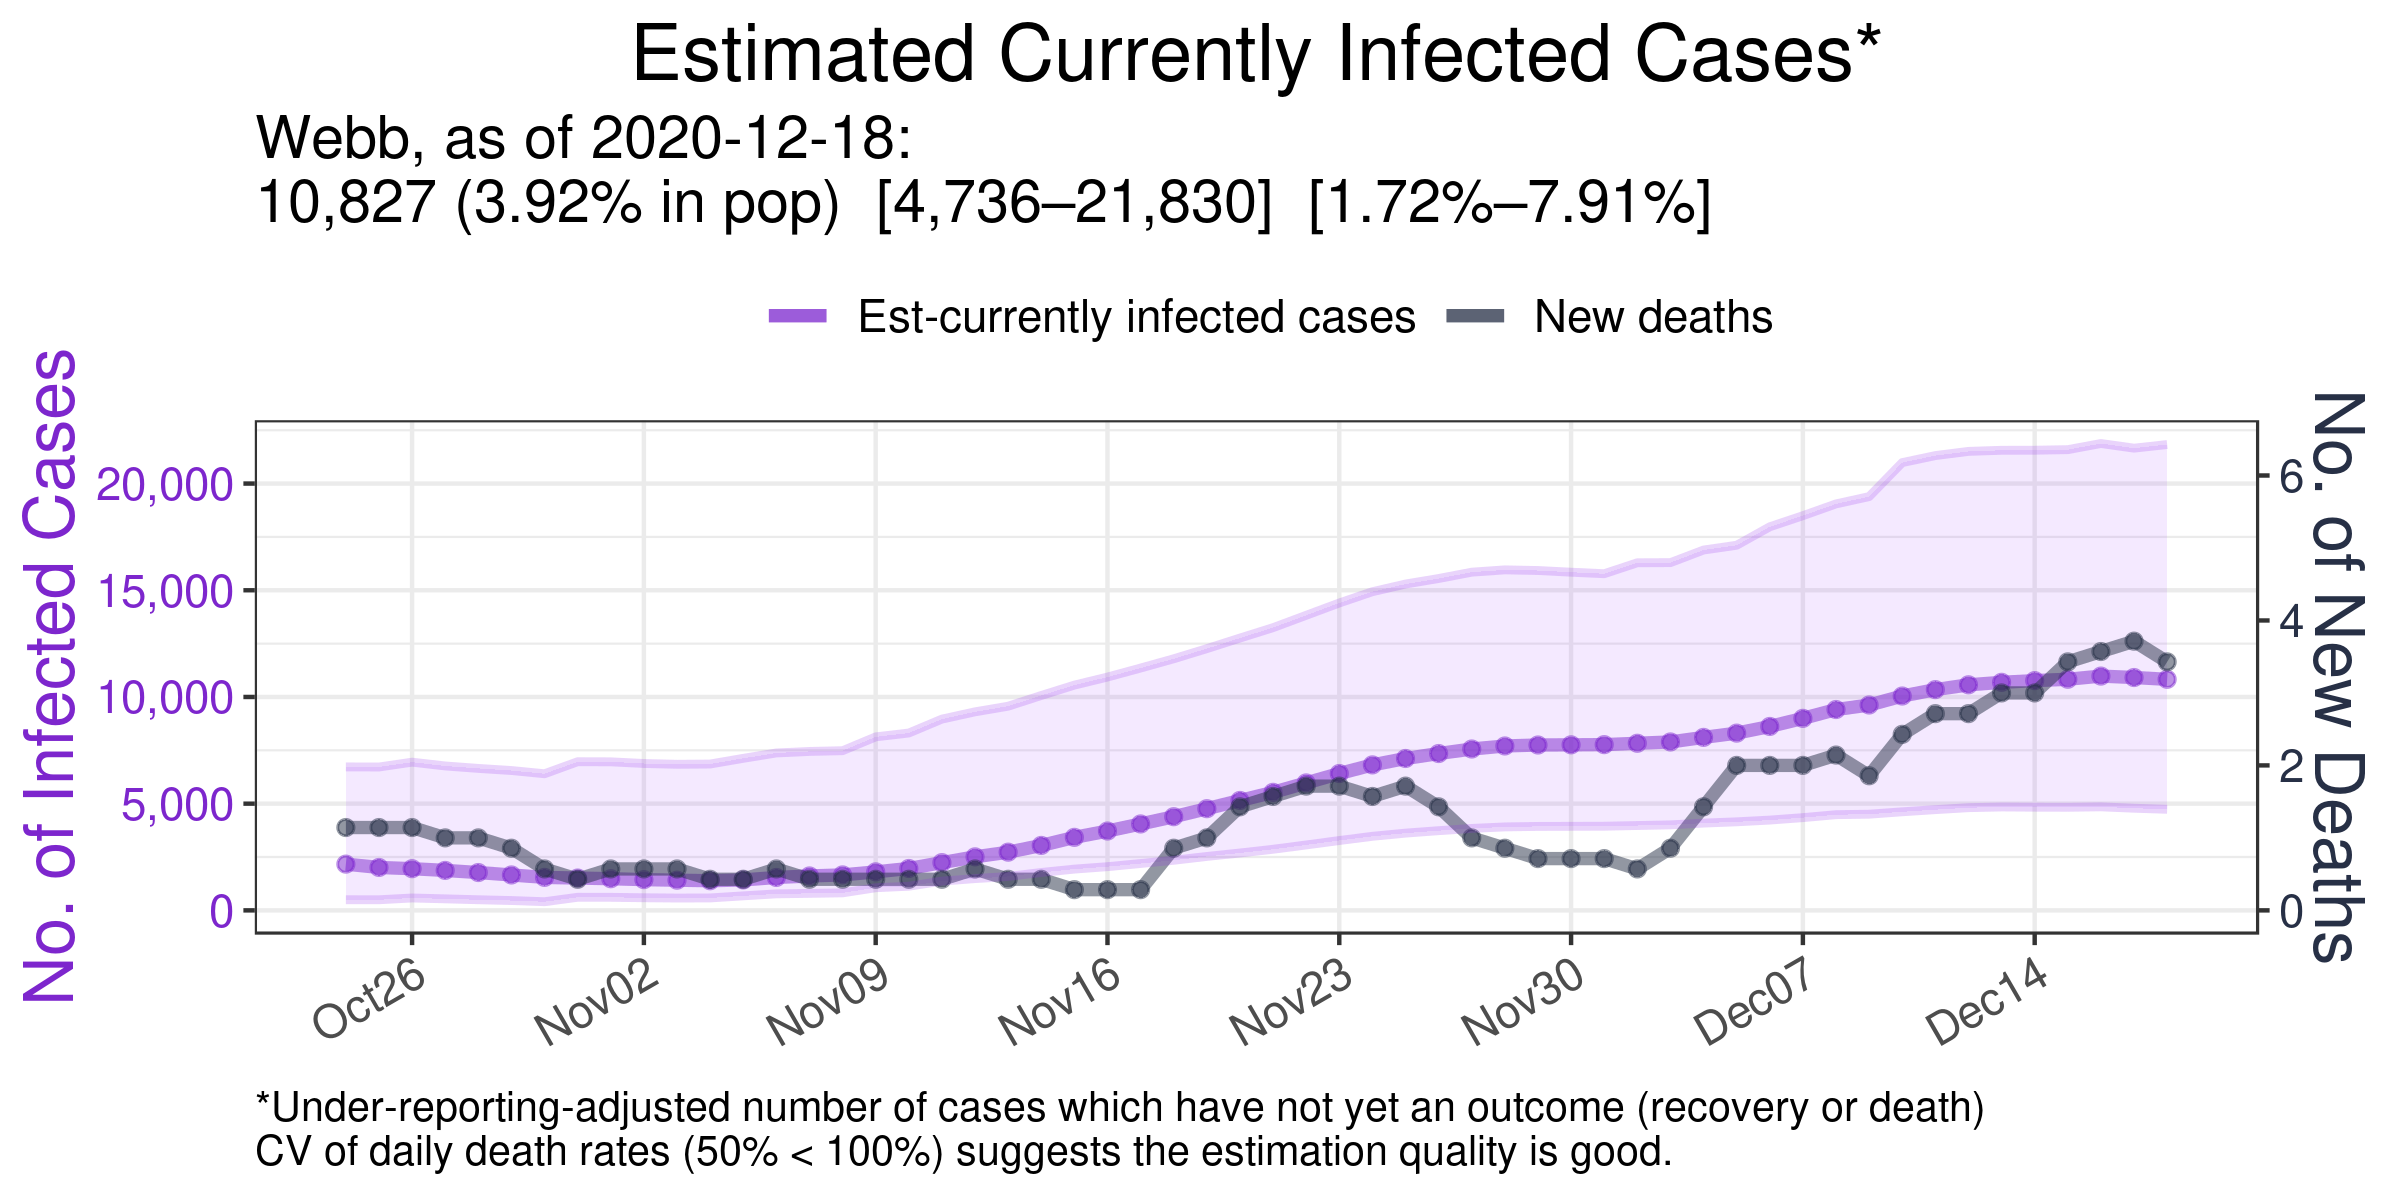 Estimated Currently Infected Cases*
Webb, as of 2020-12-18:
10,827 (3.92% in pop)  [4,736–21,830]  [1.72%–7.91%]
Est-currently infected cases
New deaths
No. of Infected Cases
20,000
15,000
10,000
5,000
0
No. of New Deaths
6
4
2
0
Oct26
Nov02
Nov09
Nov16
Nov23
Nov30
Dec07
Dec14
*Under-reporting-adjusted number of cases which have not yet an outcome (recovery or death)
CV of daily death rates (50% < 100%) suggests the estimation quality is good.